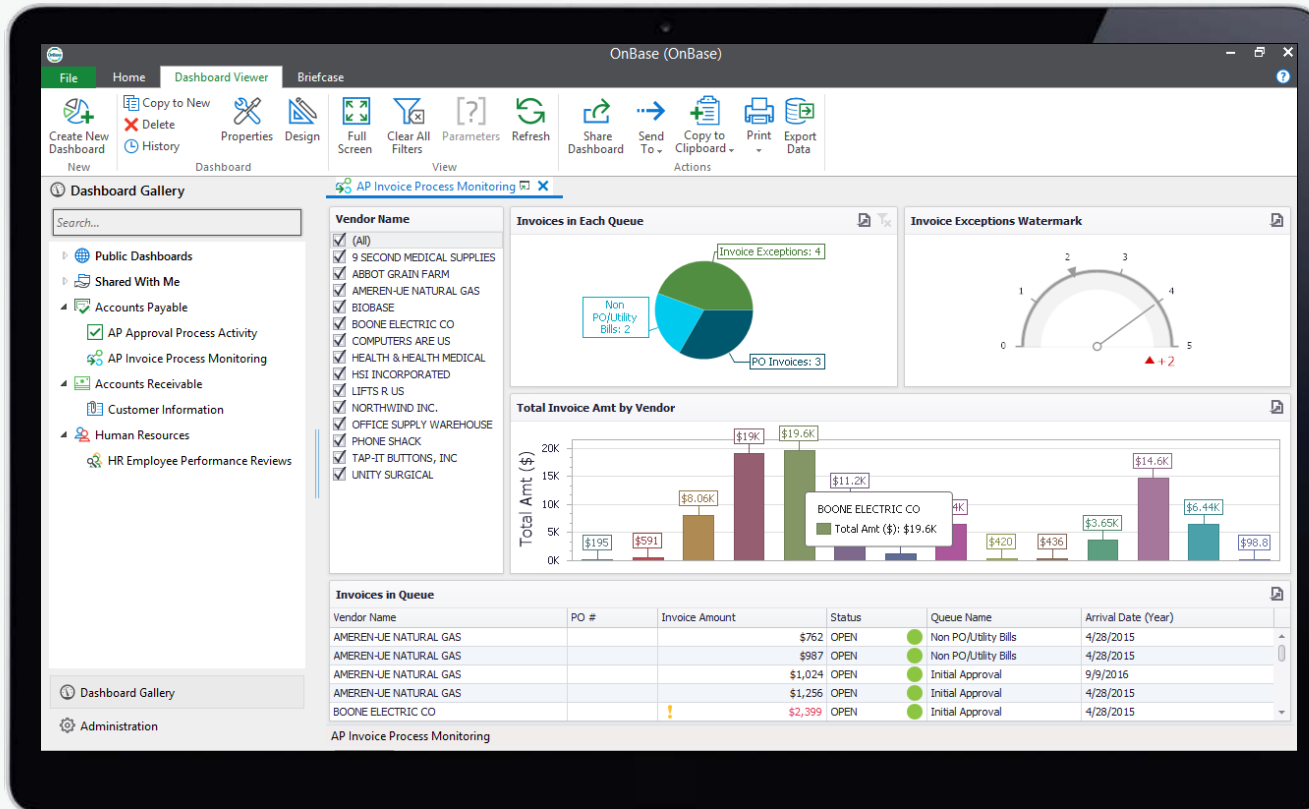 OnBase (OnBase)
File Home Dashboard Viewer Briefcase
Create New Dashboard
Copy to New
Delete
History
Properties
Design
Full Screen
Clear All Filters
Parameters
Refresh
Share Dashboard
Send To
Copy to Clipboard
Print
Export Data
New Dashboard View Actions
Dashboard Gallery
Search...
Public Dashboards
Shared With Me
Accounts Payable
AP Approval Process Activity
AP Invoice Process Monitoring
Accounts Receivable
Customer Information
Human Resources
HR Employee Performance Reviews
Dashboard Gallery
Administration
AP Invoice Process Monitoring
Vendor Name
(All)
9 SECOND MEDICAL SUPPLIES
ABBOT GRAIN FARM
AMEREN-UE NATURAL GAS
BIOBASE
BOONE ELECTRIC CO
COMPUTERS ARE US
HEALTH & HEALTH MEDICAL
HSI INCORPORATED
LIFTS R US
NORTHWIND INC.
OFFICE SUPPLY WAREHOUSE
PHONE SHACK
TAP-IT BUTTONS, INC
UNITY SURGICAL
Invoices in Each Queue
Invoice Exceptions: 4
Non
PO/Utility
Bills: 2
PO Invoices: 3
Invoice Exceptions Watermark
0 1 2 3 4 5
+2
Total Invoice Amt by Vendor
Total Amt ($)
20K
15K
10K
5K
0K
$195 $591 $8.06K $19K $19.6K $11.2K 4K $420 $436 $3.65K $14.6K $6.44K $98.8
BOONE ELECTRIC CO
Total Amt ($): $19.6K
Invoices in Queue
Vendor Name PO # Invoice Amount Status Queue Name Arrival Date (Year)
AMEREN-UE NATURAL GAS $762 OPEN Non PO/Utility Bills 4/28/2015
AMEREN-UE NATURAL GAS $987 OPEN Non PO/Utility Bills 4/28/2015
AMEREN-UE NATURAL GAS $1,024 OPEN Initial Approval 9/9/2016
AMEREN-UE NATURAL GAS $1,256 OPEN Initial Approval 4/28/2015
BOONE ELECTRIC CO ! $2,399 OPEN Initial Approval 4/28/2015
AP Invoice Process Monitoring